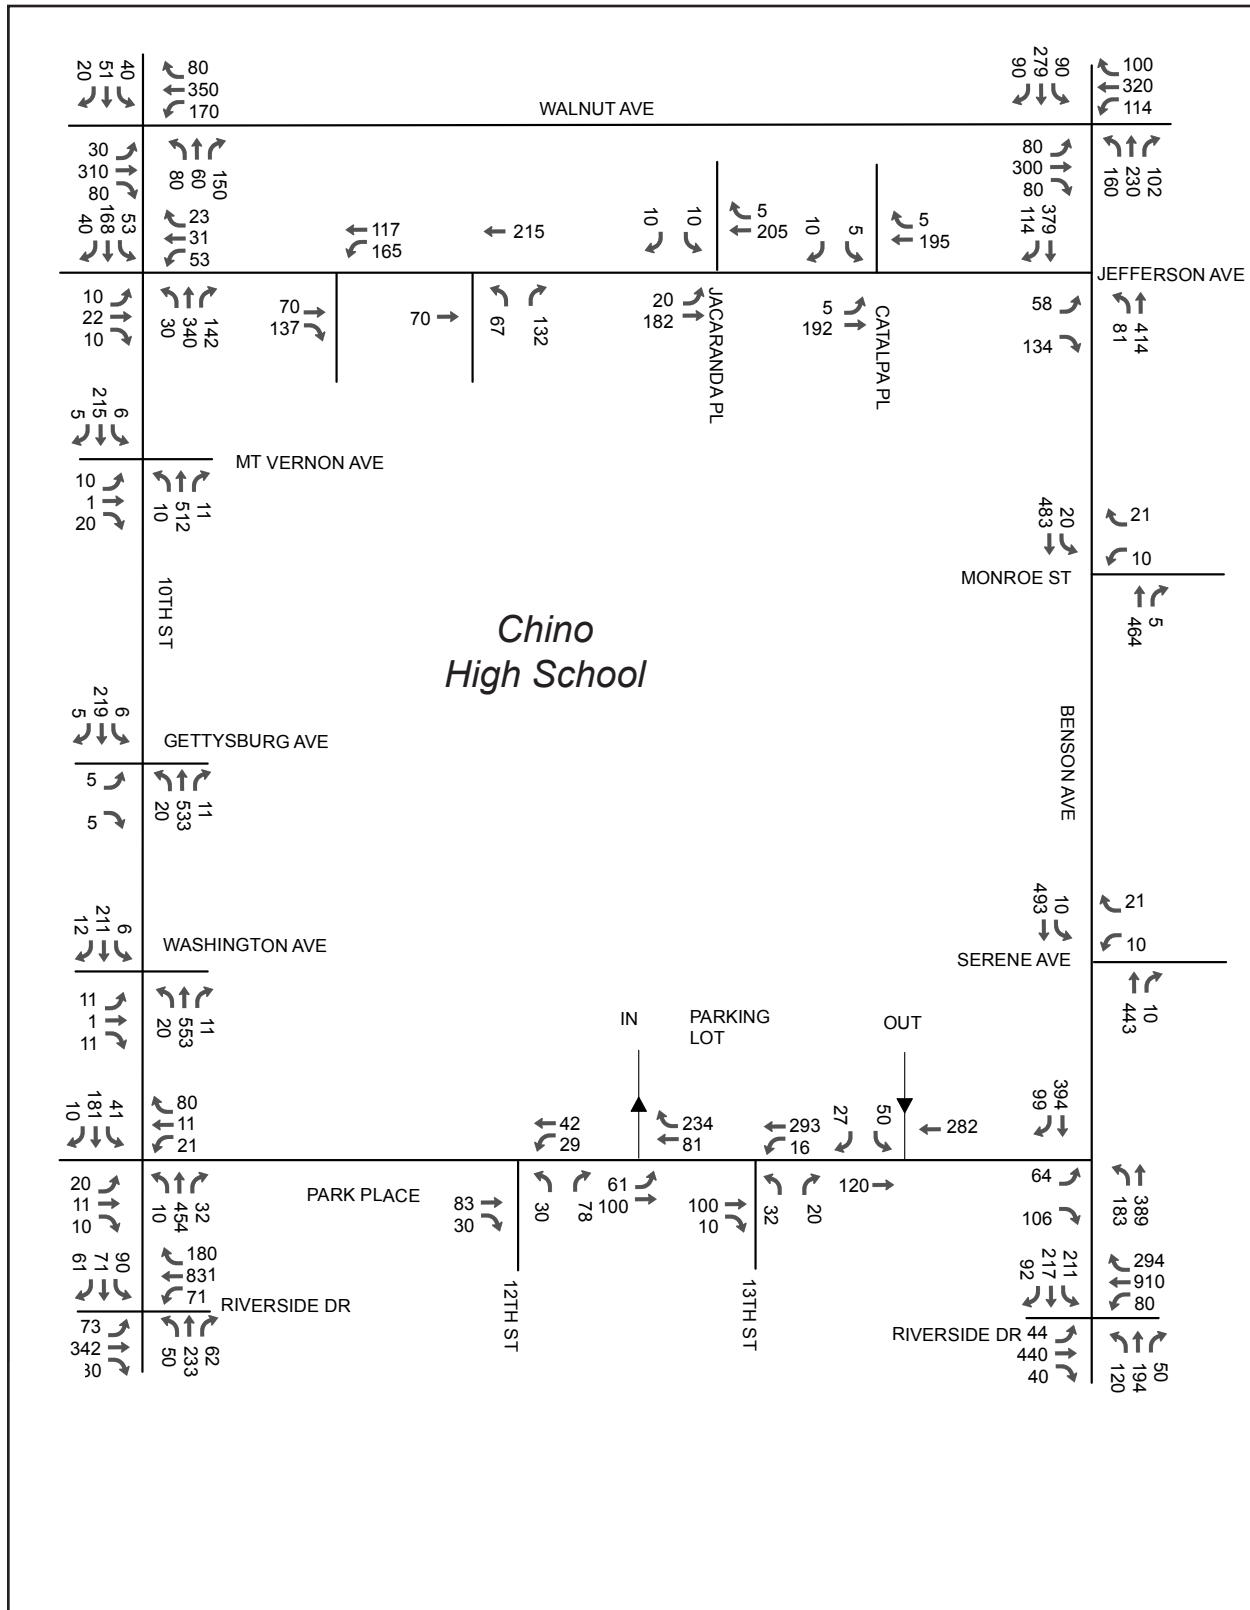 20 51 40
80
350
170
WALNUT AVE
90 279 90
100
320
114
30
310
80
80 60 150
80
300
80
160 230 102
40 168 53
23
31
53
117
165
215
10 10
5
205
10 5
5
195
114 379
JEFFERSON AVE
10
22
10
30 340 142
70
137
70
67 132
20
182
JACARANDA PL
5
192
CATALPA PL
58
134
81 414
5 215 6
MT VERNON AVE
10
1
20
10 512 11
483 20
21
10
MONROE ST
464 5
10TH ST
Chino
High School
5 219 6
GETTYSBURG AVE
BENSON AVE
5
5
20 533 11
12 211 6
WASHINGTON AVE
493 10
21
10
SERENE AVE
11
1
11
20 553 11
443 10
IN
PARKING
LOT
OUT
10 181 41
80
11
21
42
29
234
81
293
16
27 50
282
99 394
20
11
10
10 454 32
PARK PLACE
83
30
30 78
61
100
100
10
32 20
120
64
106
183 389
12TH ST
13TH ST
61 71 90
180
831
71
RIVERSIDE DR
92 217 211
294
910
80
73
342
30
50 233 62
RIVERSIDE DR
44
440
40
120 194 50